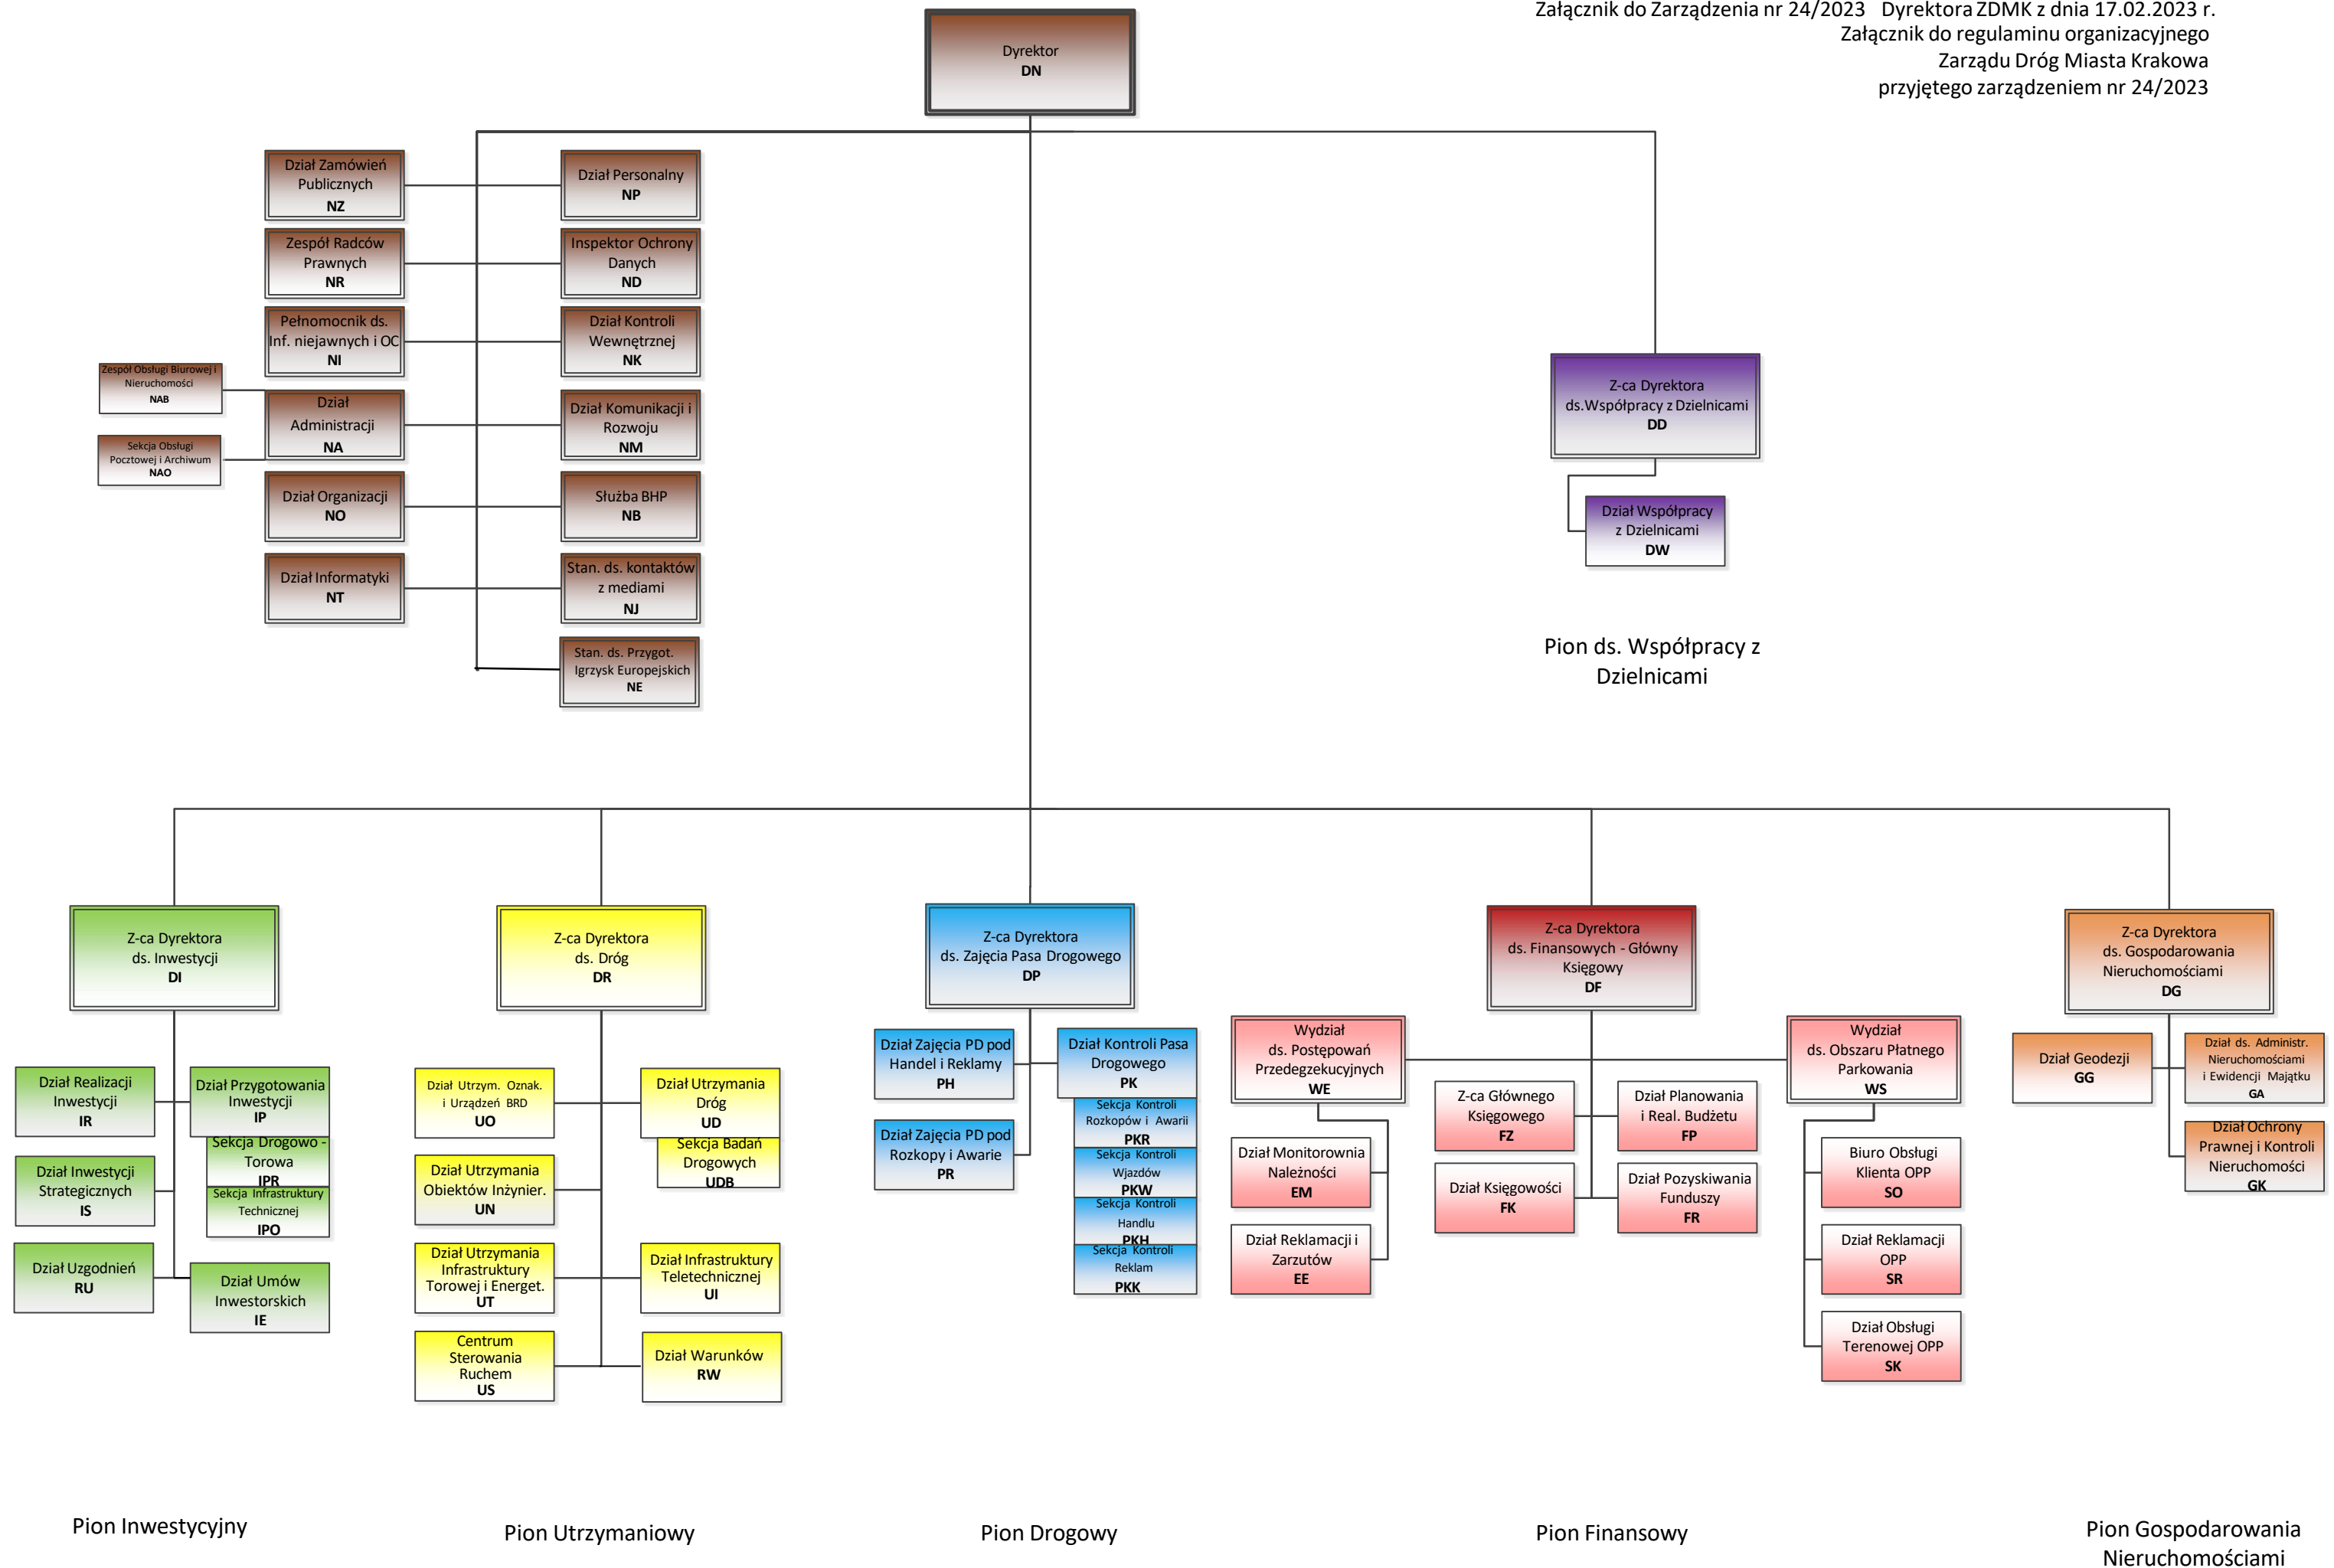 Załącznik do Zarządzenia nr 24/2023 Dyrektora ZDMK z dnia 17.02.2023 r.
Załącznik do regulaminu organizacyjnego
Zarządu Dróg Miasta Krakowa
przyjętego zarządzeniem nr 24/2023
Dyrektor
DN
Dział Zamówień
Publicznych
NZ
Dział Personalny
NP
Zespół Radców
Prawnych
NR
Inspektor Ochrony
Danych
ND
Pełnomocnik ds.
Inf. niejawnych i OC
NI
Dział Kontroli
Wewnętrznej
NK
Zespół Obsługi Biurowej i
Nieruchomości
NAB
Sekcja Obsługi
Pocztowej i Archiwum
NAO
Dział
Administracji
NA
Dział Komunikacji i
Rozwoju
NM
Dział Organizacji
NO
Służba BHP
NB
Dział Informatyki
NT
Stan. ds. kontaktów
z mediami
NJ
Stan. ds. Przygot.
Igrzysk Europejskich
NE
Z-ca Dyrektora
ds.Współpracy z Dzielnicami
DD
Dział Współpracy
z Dzielnicami
DW
Pion ds. Współpracy z
Dzielnicami
Z-ca Dyrektora
ds. Inwestycji
DI
Dział Realizacji
Inwestycji
IR
Dział Przygotowania
Inwestycji
IP
Sekcja Drogowo -
Torowa
IPR
Sekcja Infrastruktury
Technicznej
IPO
Dział Inwestycji
Strategicznych
IS
Dział Uzgodnień
RU
Dział Umów
Inwestorskich
IE
Z-ca Dyrektora
ds. Dróg
DR
Dział Utrzym. Oznak.
i Urządzeń BRD
UO
Dział Utrzymania
Dróg
UD
Sekcja Badań
Drogowych
UDB
Dział Utrzymania
Obiektów Inżynier.
UN
Dział Utrzymania
Infrastruktury
Torowej i Energet.
UT
Dział Infrastruktury
Teletechnicznej
UI
Centrum
Sterowania
Ruchem
US
Dział Warunków
RW
Z-ca Dyrektora
ds. Zajęcia Pasa Drogowego
DP
Dział Zajęcia PD pod
Handel i Reklamy
PH
Dział Kontroli Pasa
Drogowego
PK
Sekcja Kontroli
Rozkopów i Awarii
PKR
Sekcja Kontroli
Wjazdów
PKW
Sekcja Kontroli
Handlu
PKH
Sekcja Kontroli
Reklam
PKK
Dział Zajęcia PD pod
Rozkopy i Awarie
PR
Z-ca Dyrektora
ds. Finansowych - Główny
Księgowy
DF
Wydział
ds. Postępowań
Przedegzekucyjnych
WE
Dział Monitorownia
Należności
EM
Dział Reklamacji i
Zarzutów
EE
Z-ca Głównego
Księgowego
FZ
Dział Planowania
i Real. Budżetu
FP
Dział Księgowości
FK
Dział Pozyskiwania
Funduszy
FR
Wydział
ds. Obszaru Płatnego
Parkowania
WS
Biuro Obsługi
Klienta OPP
SO
Dział Reklamacji
OPP
SR
Dział Obsługi
Terenowej OPP
SK
Z-ca Dyrektora
ds. Gospodarowania
Nieruchomościami
DG
Dział Geodezji
GG
Dział ds. Administr.
Nieruchomościami
i Ewidencji Majątku
GA
Dział Ochrony
Prawnej i Kontroli
Nieruchomości
GK
Pion Inwestycyjny
Pion Utrzymaniowy
Pion Drogowy
Pion Finansowy
Pion Gospodarowania
Nieruchomościami